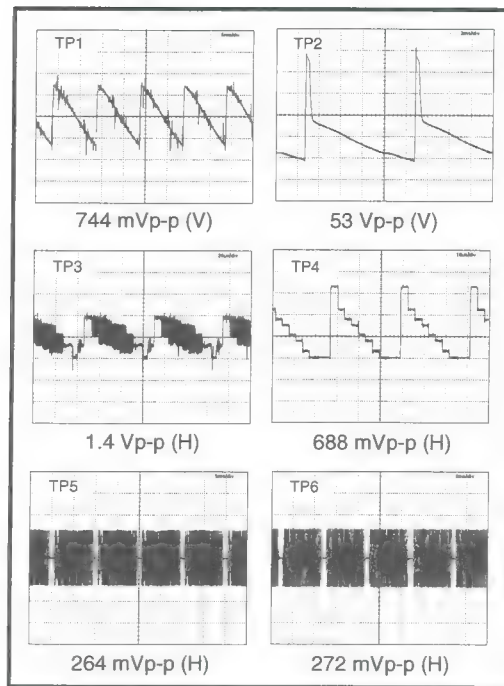 TP1
TP2
744 mVp-p (V)
53 Vp-p (V)
TP3
TP4
1.4 Vp-p (H)
688 mVp-p (H)
TP5
TP6
264 mVp-p (H)
272 mVp-p (H)